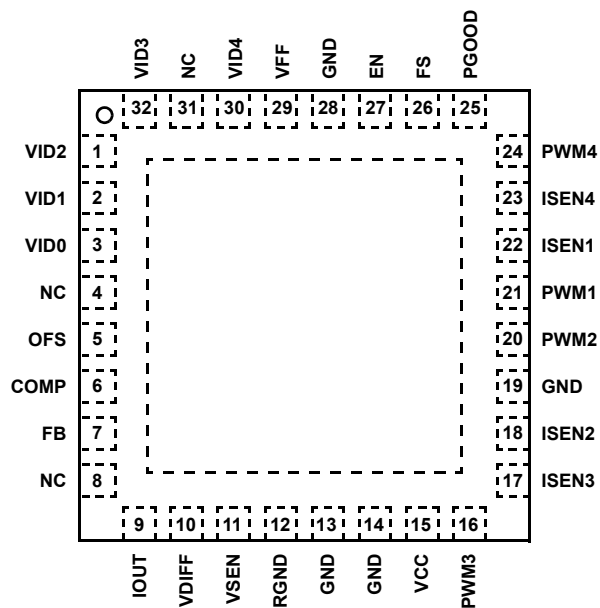 VID3 NC VID4 VFF GND EN FS PGOOD
32 31 30 29 28 27 26 25
VID2 1 24 PWM4
VID1 2 23 ISEN4
VID0 3 22 ISEN1
NC 4 21 PWM1
OFS 5 20 PWM2
COMP 6 19 GND
FB 7 18 ISEN2
NC 8 17 ISEN3
9 10 11 12 13 14 15 16
IOUT VDIFF VSEN RGND GND GND VCC PWM3